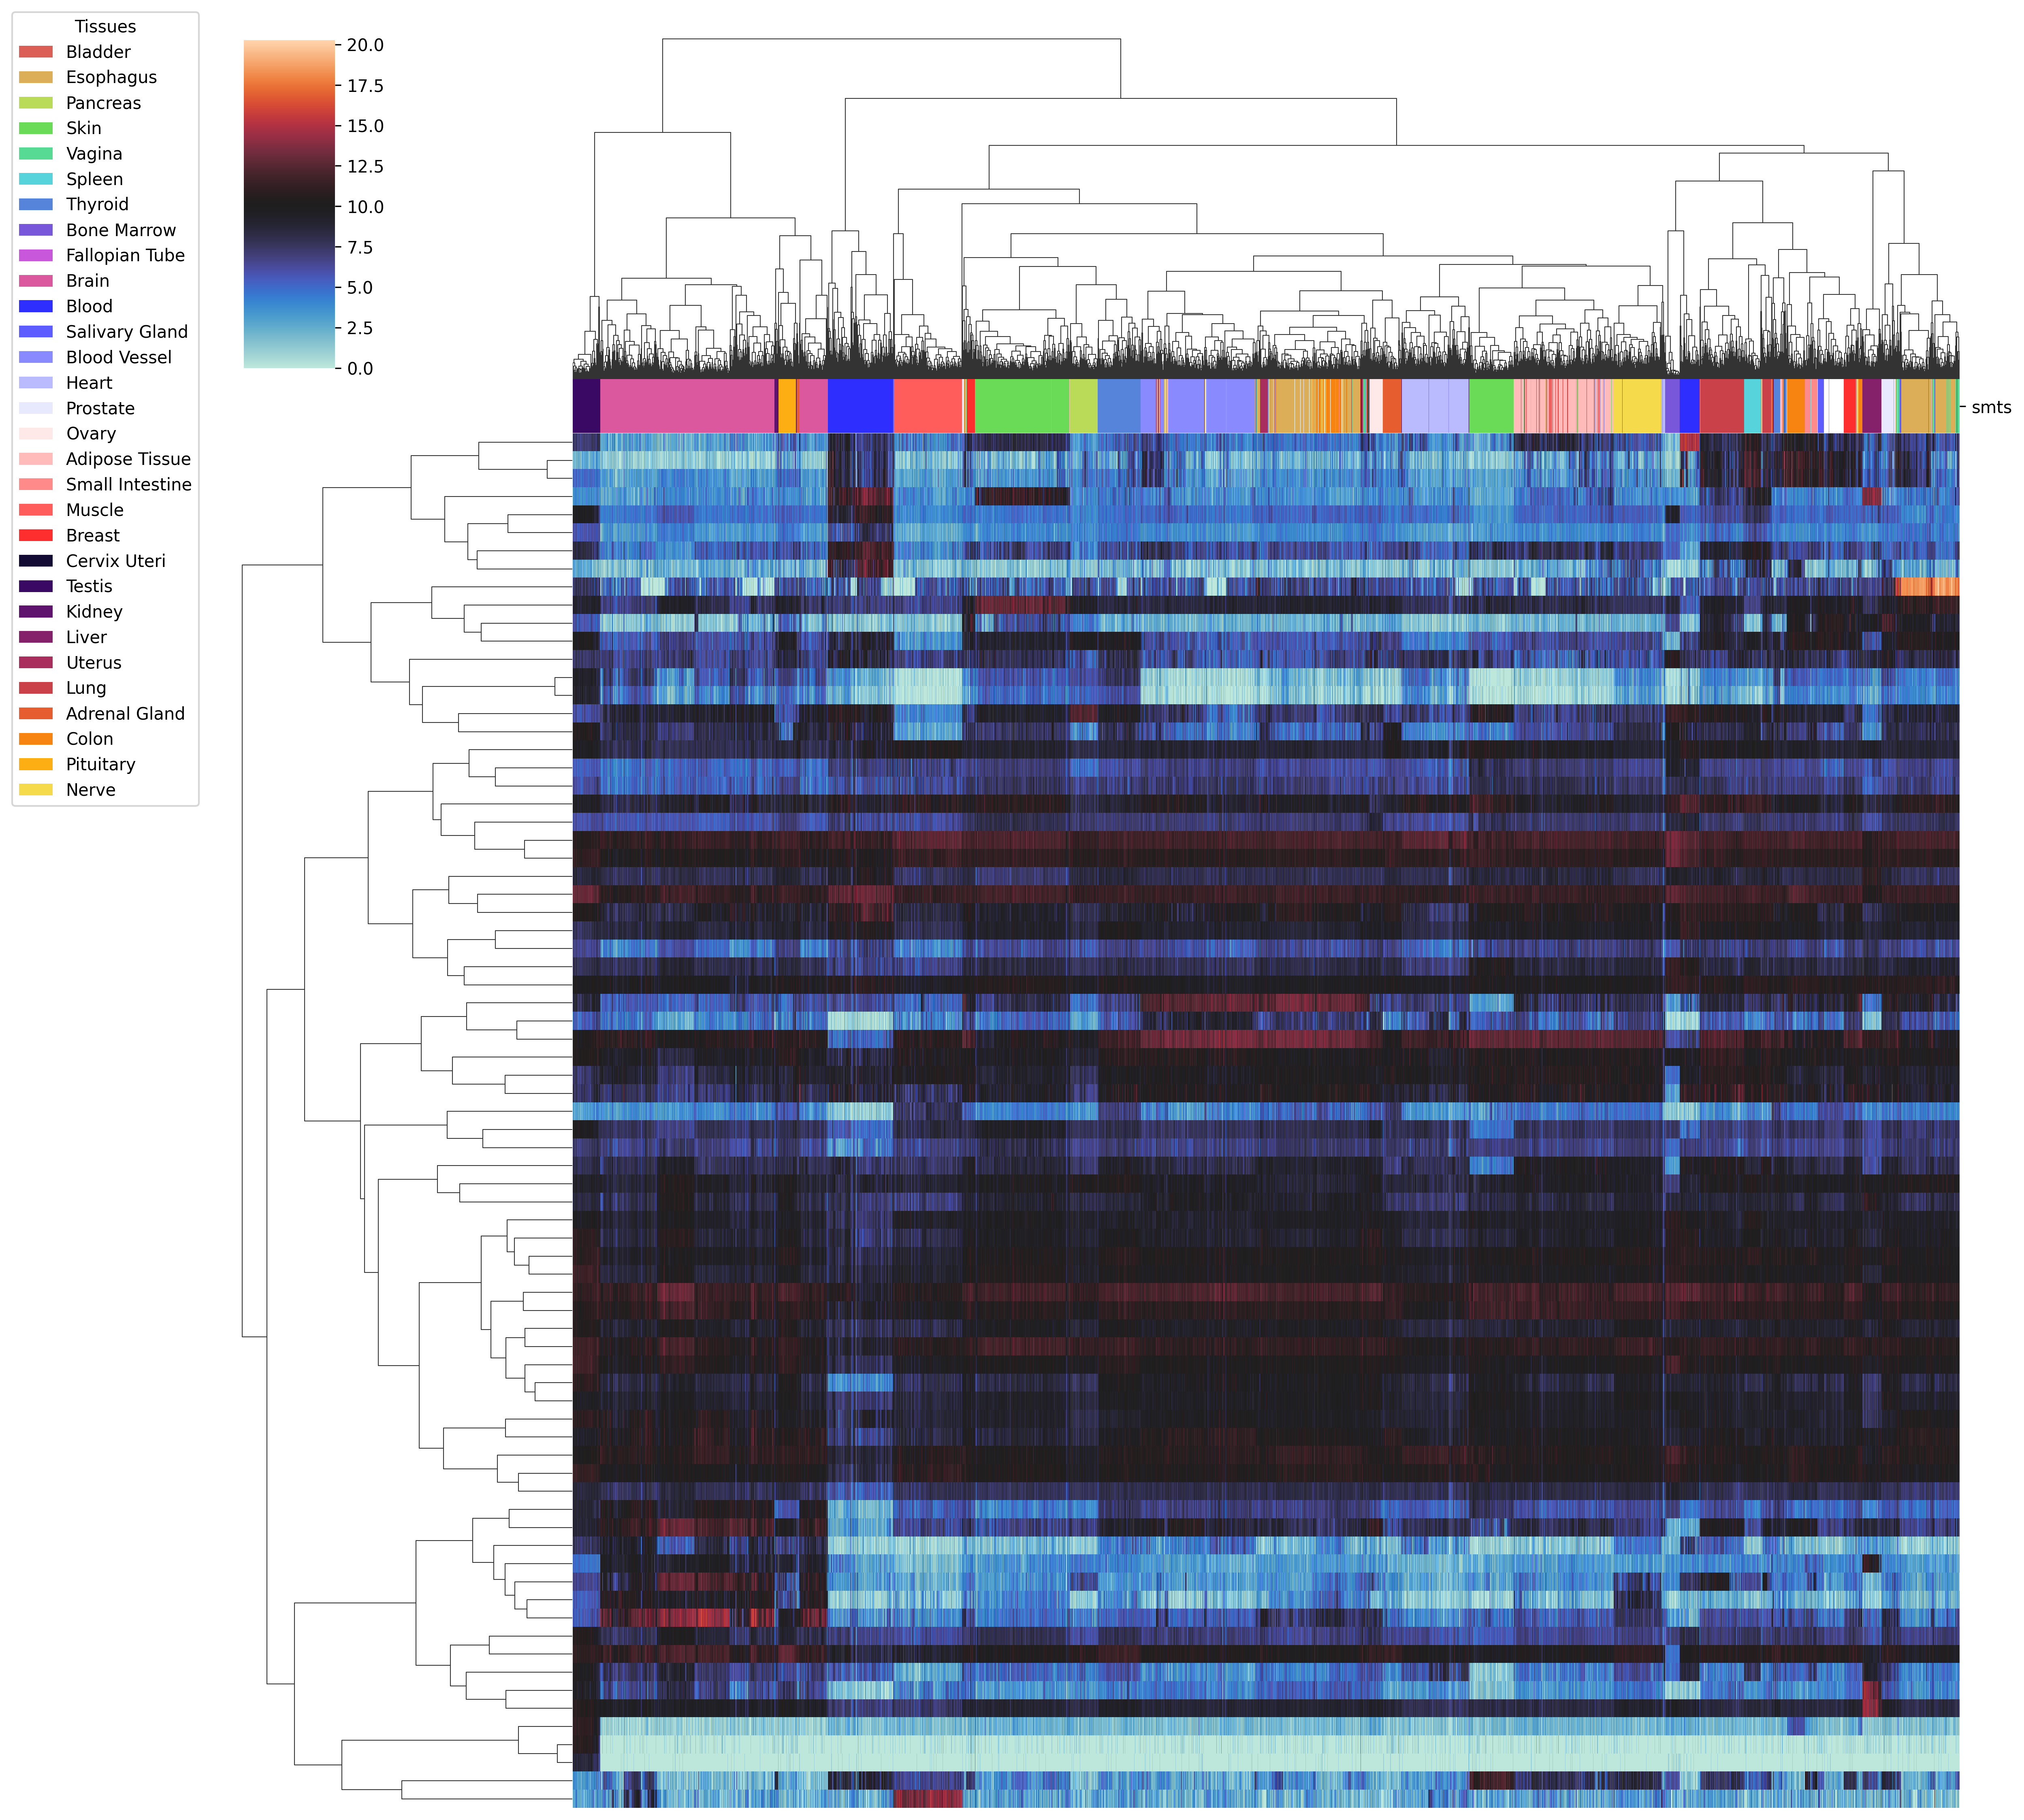 Tissues
Bladder
Esophagus
Pancreas
Skin
Vagina
Spleen
Thyroid
Bone Marrow
Fallopian Tube
Brain
Blood
Salivary Gland
Blood Vessel
Heart
Prostate
Ovary
Adipose Tissue
Small Intestine
Muscle
Breast
Cervix Uteri
Testis
Kidney
Liver
Uterus
Lung
Adrenal Gland
Colon
Pituitary
Nerve
20.0
17.5
15.0
12.5
10.0
7.5
5.0
2.5
0.0
smts